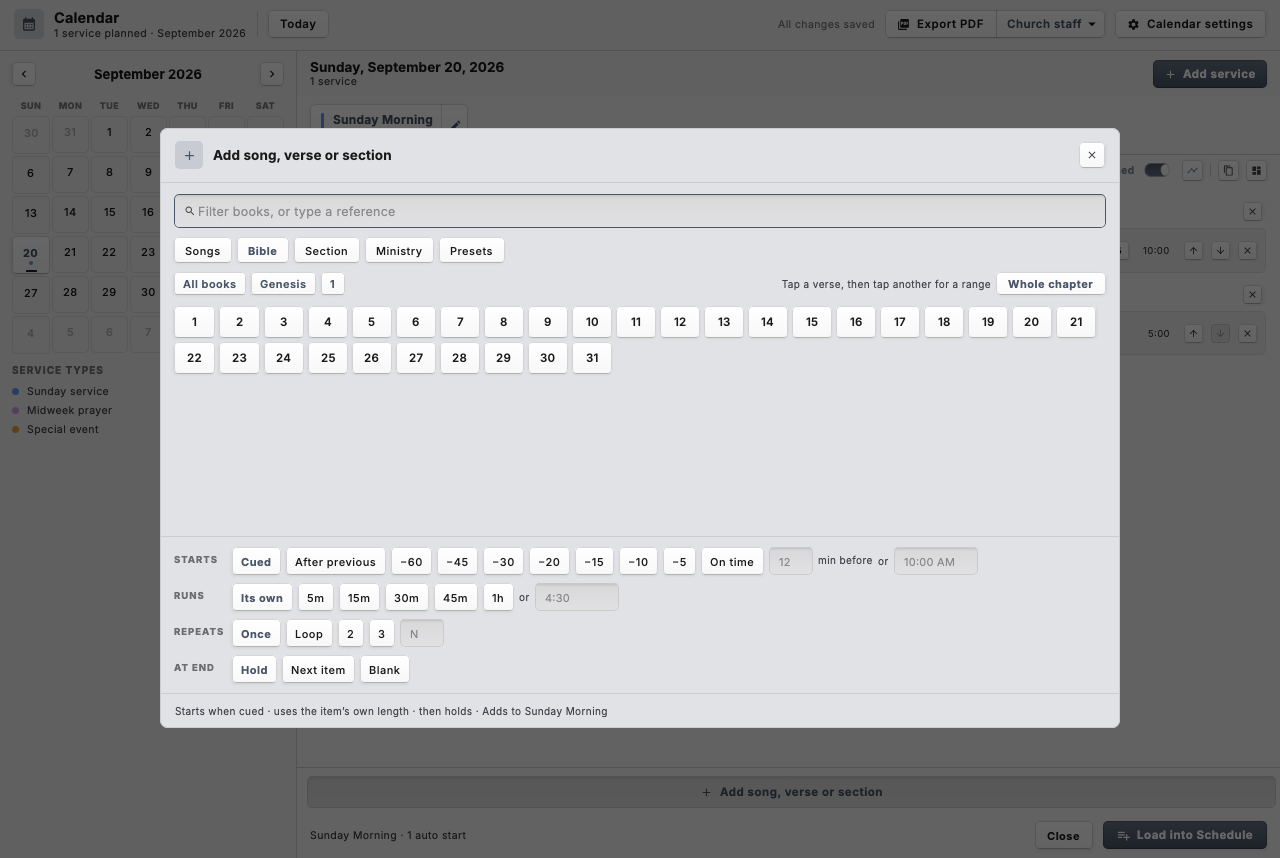 Calendar
1 service planned · September 2026
Today
All changes saved
Export PDF
Church staff
Calendar settings
September 2026
SUN MON TUE WED THU FRI SAT
30 31 1 2
6 7 8 9
13 14 15 16
20 21 22 23
27 28 29 30
4 5 6 7
SERVICE TYPES
Sunday service
Midweek prayer
Special event
Sunday, September 20, 2026
1 service
+ Add service
Sunday Morning
10:00
5:00
Add song, verse or section
Filter books, or type a reference
Songs Bible Section Ministry Presets
All books Genesis 1
Tap a verse, then tap another for a range Whole chapter
1 2 3 4 5 6 7 8 9 10 11 12 13 14 15 16 17 18 19 20 21
22 23 24 25 26 27 28 29 30 31
STARTS Cued After previous −60 −45 −30 −20 −15 −10 −5 On time 12 min before or 10:00 AM
RUNS Its own 5m 15m 30m 45m 1h or 4:30
REPEATS Once Loop 2 3 N
AT END Hold Next item Blank
Starts when cued · uses the item's own length · then holds · Adds to Sunday Morning
+ Add song, verse or section
Sunday Morning · 1 auto start
Close
Load into Schedule